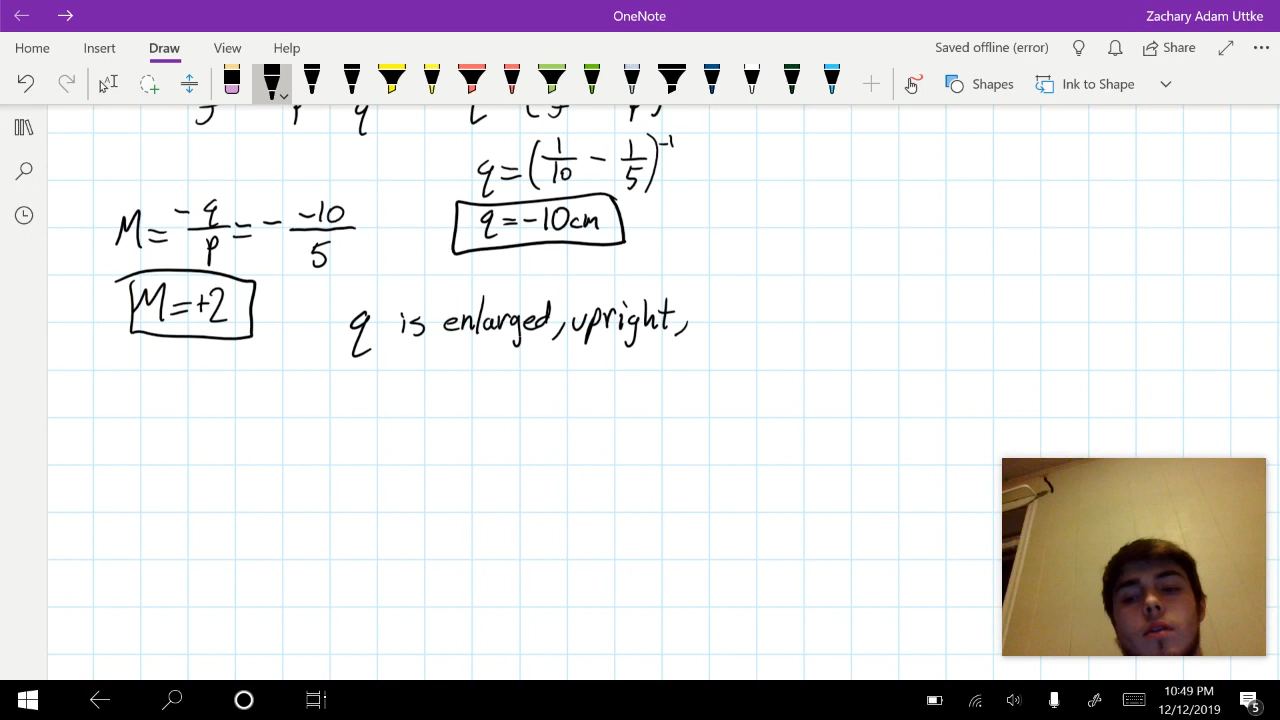 OneNote
Zachary Adam Uttke
Home Insert Draw View Help
Saved offline (error) Share
Shapes Ink to Shape
q = (1/10 − 1/5)^-1
M = -q/p = - -10/5
q = -10cm
M = +2
q is enlarged, upright,
10:49 PM
12/12/2019
5